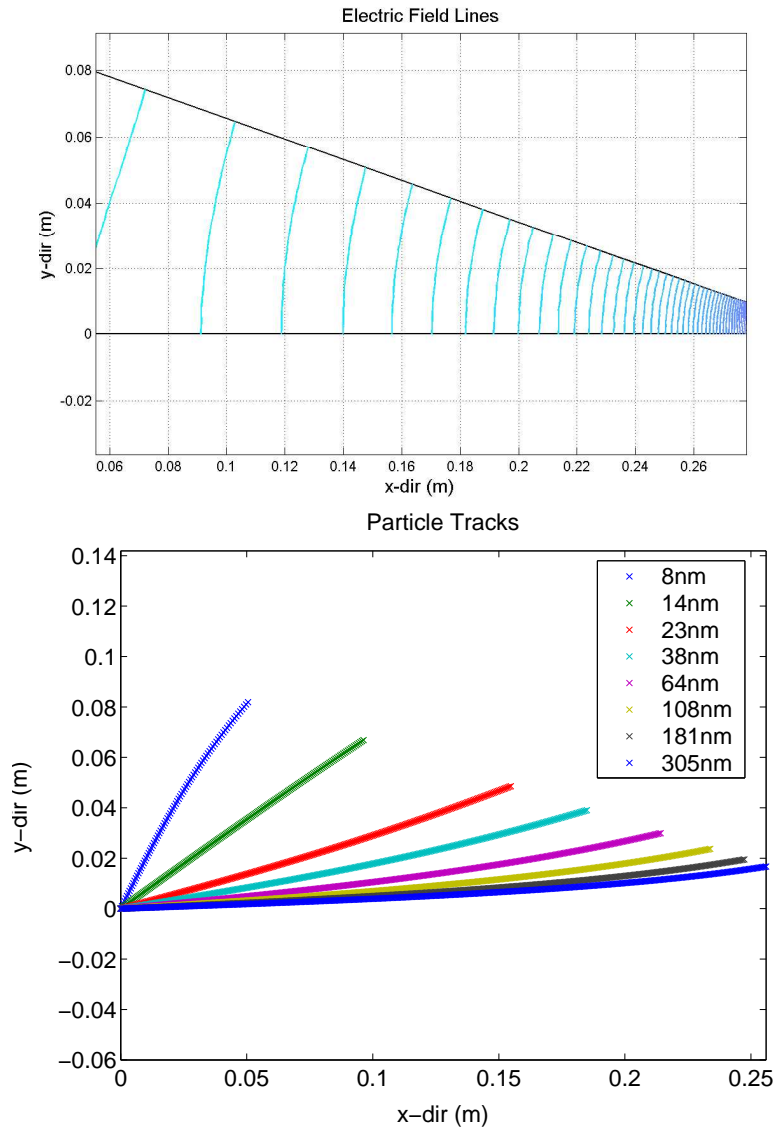 Electric Field Lines
0.08
0.06
0.04
0.02
0
-0.02
y-dir (m)
0.06 0.08 0.1 0.12 0.14 0.16 0.18 0.2 0.22 0.24 0.26
x-dir (m)
Particle Tracks
0.14
0.12
0.1
0.08
0.06
0.04
0.02
0
−0.02
−0.04
−0.06
y−dir (m)
8nm
14nm
23nm
38nm
64nm
108nm
181nm
305nm
0 0.05 0.1 0.15 0.2 0.25
x−dir (m)